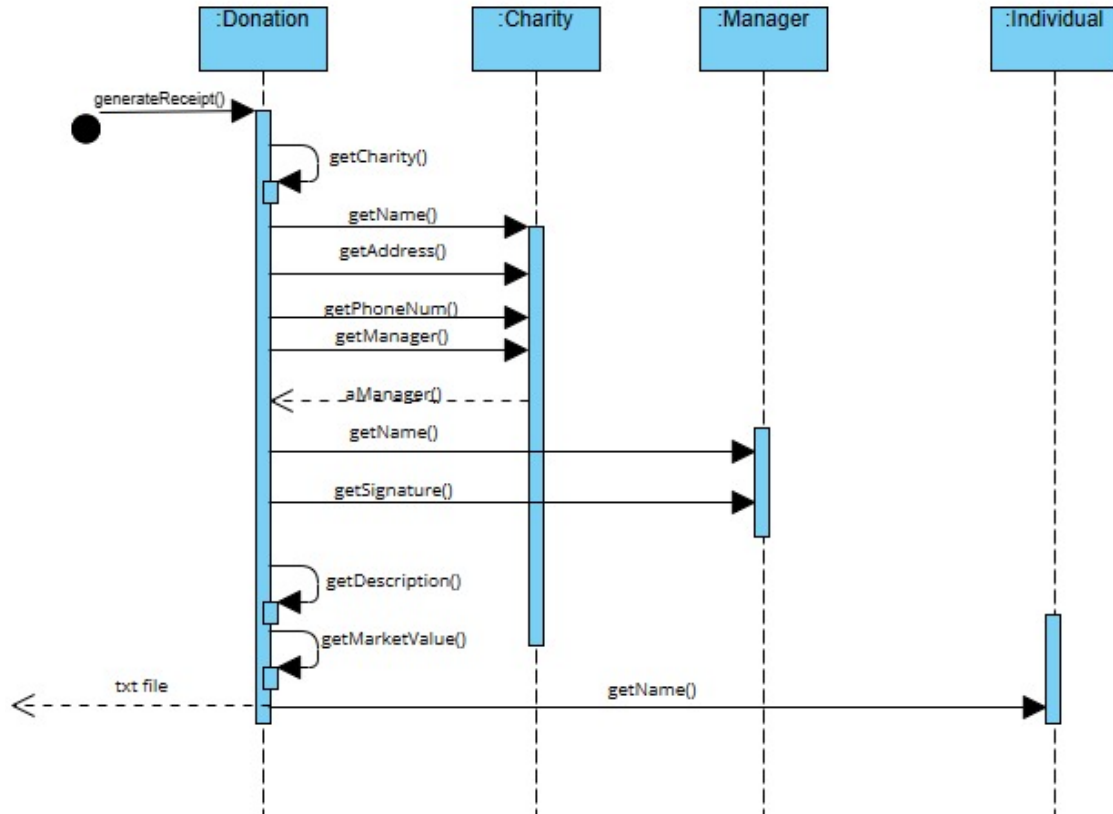 :Donation
:Charity
:Manager
:Individual
generateReceipt()
getCharity()
getName()
getAddress()
getPhoneNum()
getManager()
aManager()
getName()
getSignature()
getDescription()
getMarketValue()
txt file
getName()